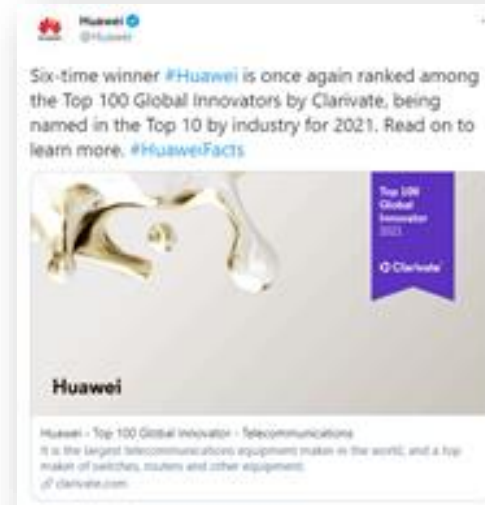 Huawei
@Huawei
Six-time winner #Huawei is once again ranked among
the Top 100 Global Innovators by Clarivate, being
named in the Top 10 by industry for 2021. Read on to
learn more. #HuaweiFacts
Top 100
Global
Innovator
2021
Clarivate
Huawei
Huawei - Top 100 Global Innovator - Telecommunications
It is the largest telecommunications equipment maker in the world, and a top
maker of switches, routers and other equipment.
clarivate.com